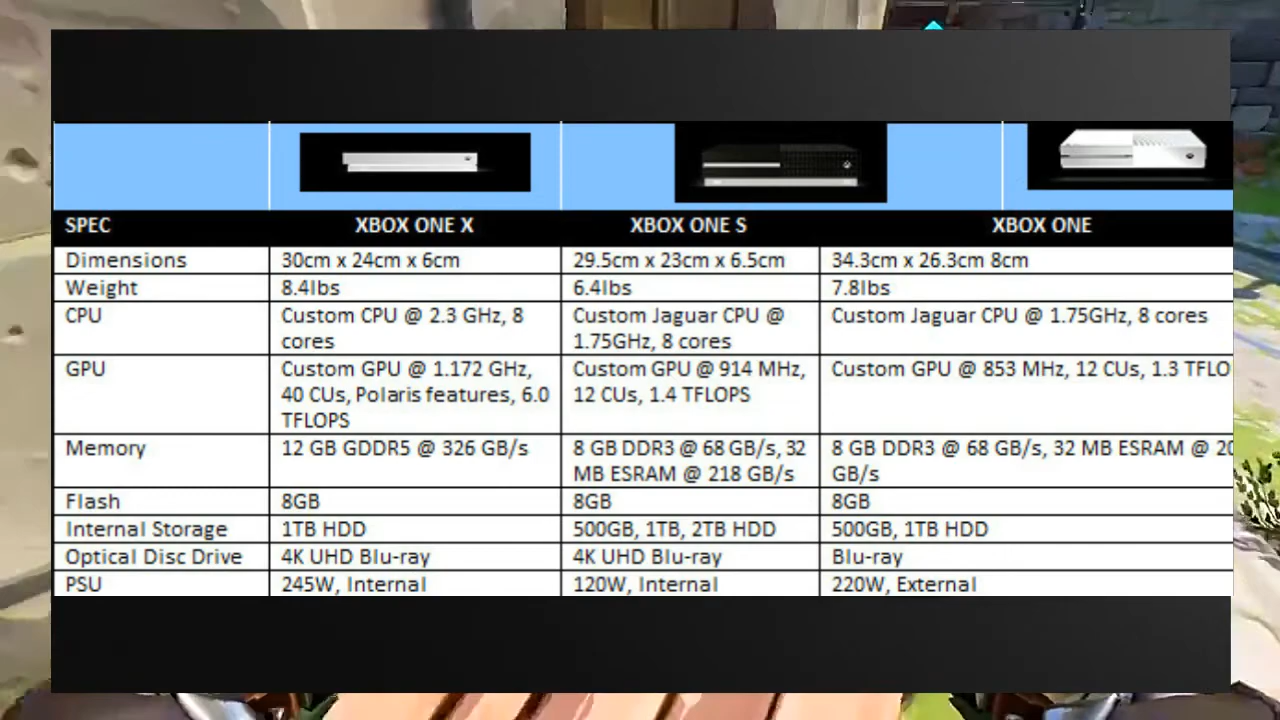 SPEC XBOX ONE X XBOX ONE S XBOX ONE
Dimensions 30cm x 24cm x 6cm 29.5cm x 23cm x 6.5cm 34.3cm x 26.3cm 8cm
Weight 8.4lbs 6.4lbs 7.8lbs
CPU Custom CPU @ 2.3 GHz, 8 Custom Jaguar CPU @ Custom Jaguar CPU @ 1.75GHz, 8 cores
cores 1.75GHz, 8 cores
GPU Custom GPU @ 1.172 GHz, Custom GPU @ 914 MHz, Custom GPU @ 853 MHz, 12 CUs, 1.3 TFLO
40 CUs, Polaris features, 6.0 12 CUs, 1.4 TFLOPS
TFLOPS
Memory 12 GB GDDR5 @ 326 GB/s 8 GB DDR3 @ 68 GB/s, 32 8 GB DDR3 @ 68 GB/s, 32 MB ESRAM @ 20
MB ESRAM @ 218 GB/s GB/s
Flash 8GB 8GB 8GB
Internal Storage 1TB HDD 500GB, 1TB, 2TB HDD 500GB, 1TB HDD
Optical Disc Drive 4K UHD Blu-ray 4K UHD Blu-ray Blu-ray
PSU 245W, Internal 120W, Internal 220W, External